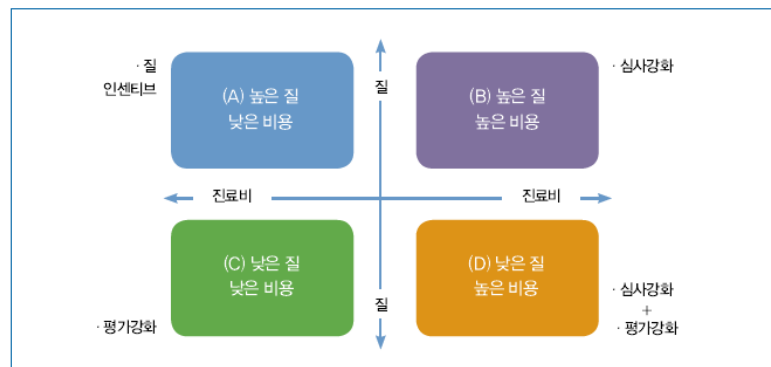 · 질
인센티브
(A) 높은 질
낮은 비용
질
(B) 높은 질
높은 비용
· 심사강화
진료비
진료비
(C) 낮은 질
낮은 비용
· 평가강화
질
(D) 낮은 질
높은 비용
· 심사강화
+
· 평가강화